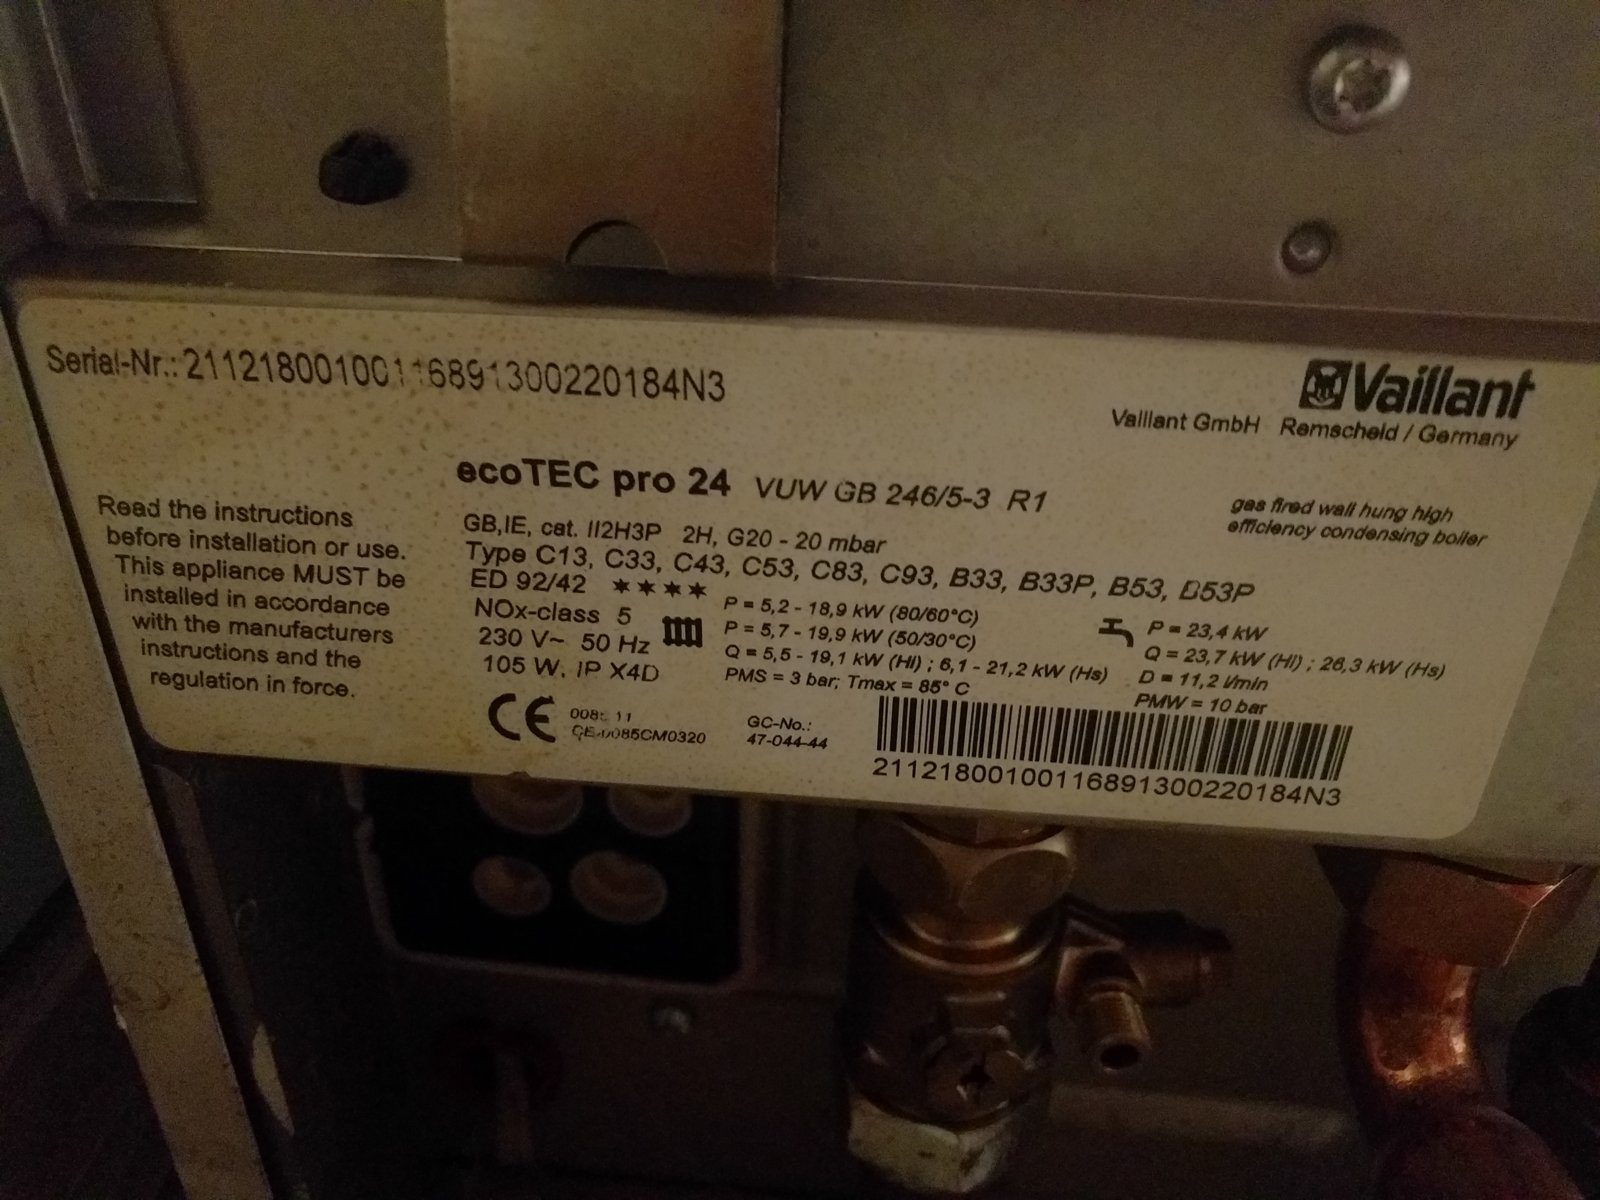 Serial-Nr.: 21121800100116891300220184N3
Vaillant
Vaillant GmbH Remscheid / Germany
ecoTEC pro 24 VUW GB 246/5-3 R1
gas fired wall hung high
efficiency condensing boiler
Read the instructions
before installation or use.
This appliance MUST be
installed in accordance
with the manufacturers
instructions and the
regulation in force.
GB,IE, cat. II2H3P 2H, G20 - 20 mbar
Type C13, C33, C43, C53, C83, C93, B33, B33P, B53, B53P
ED 92/42 ★★★★
NOx-class 5
230 V~ 50 Hz
105 W, IP X4D
P = 5,2 - 18,9 kW (80/60°C)
P = 5,7 - 19,9 kW (50/30°C)
Q = 5,5 - 19,1 kW (Hi) ; 6,1 - 21,2 kW (Hs)
PMS = 3 bar; Tmax = 85° C
P = 23,4 kW
Q = 23,7 kW (Hi) ; 26,3 kW (Hs)
D = 11,2 l/min
PMW = 10 bar
CE
0085 11
CE-0085CM0320
GC-No.:
47-044-44
21121800100116891300220184N3